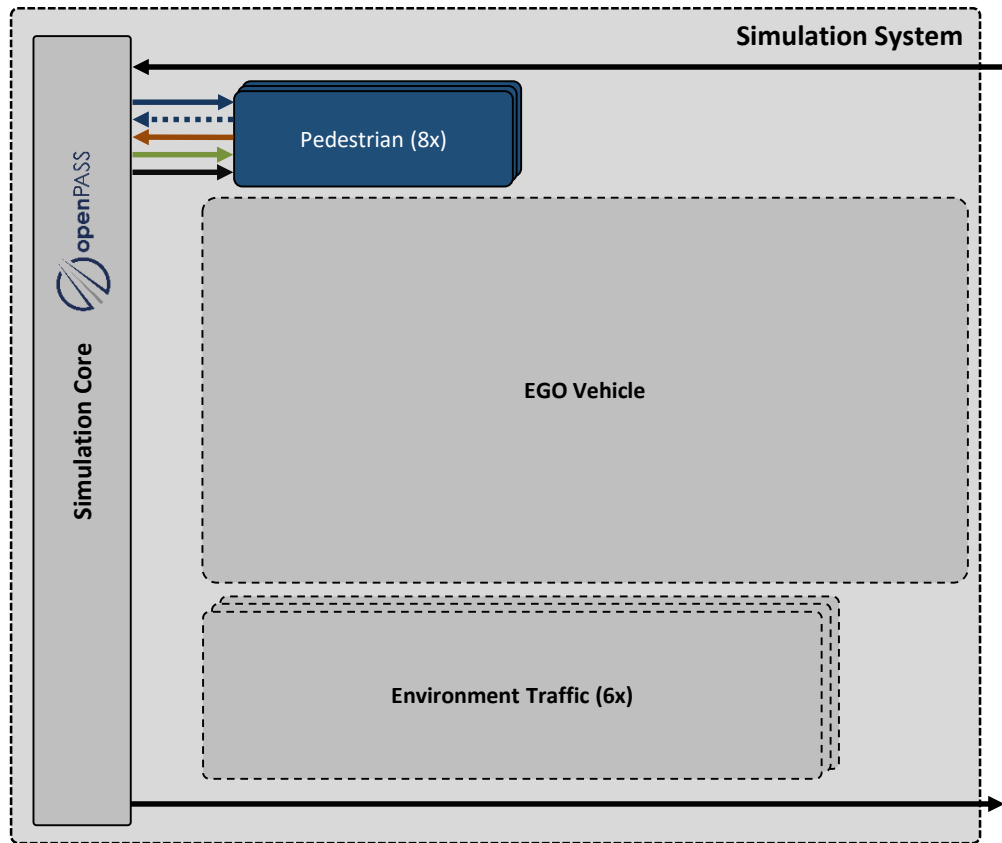 Simulation System
Pedestrian (8x)
openPASS
Simulation Core
EGO Vehicle
Environment Traffic (6x)